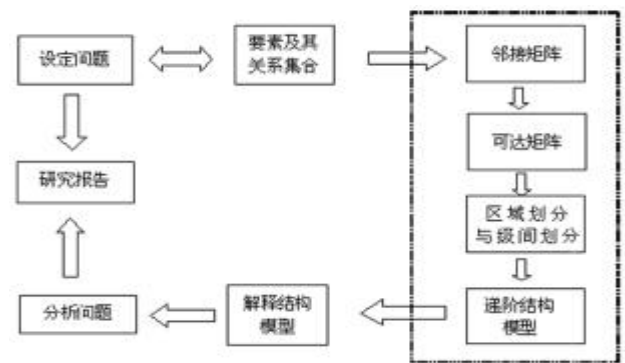 设定问题
要素及其
关系集合
邻接矩阵
可达矩阵
研究报告
区域划分
与级间划分
分析问题
解释结构
模型
递阶结构
模型